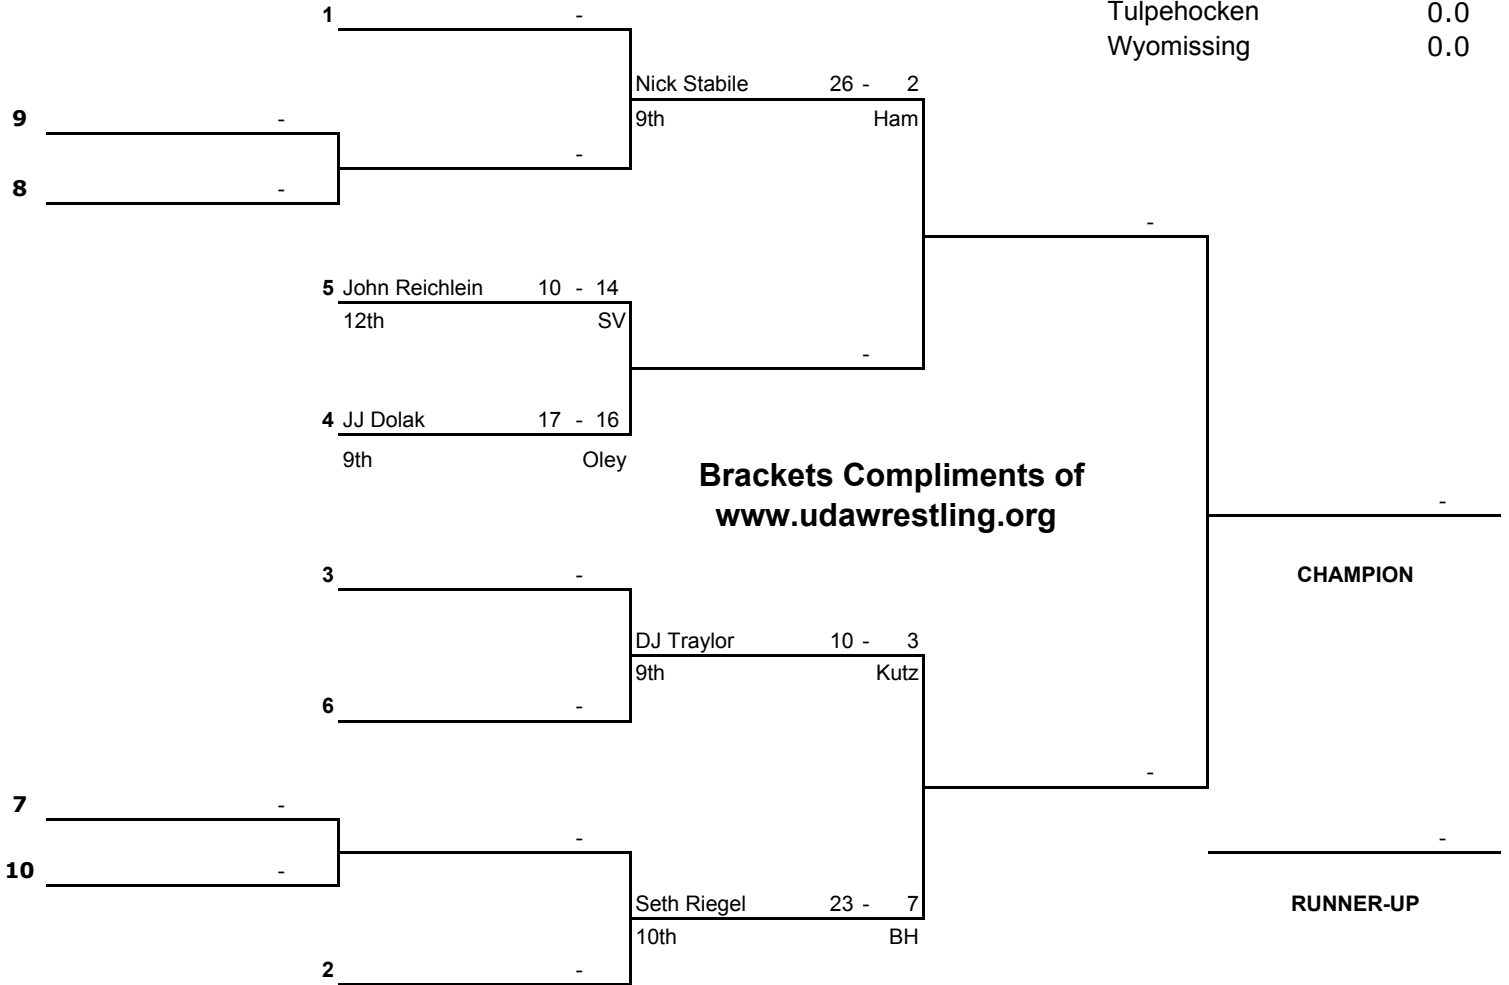 Tulpehocken 0.0
1 -
Wyomissing 0.0
Nick Stabile 26 - 2
9 -
9th Ham
-
8 -
-
5 John Reichlein 10 - 14
12th SV
-
4 JJ Dolak 17 - 16
9th Oley
Brackets Compliments of
www.udawrestling.org
-
3 -
CHAMPION
DJ Traylor 10 - 3
9th Kutz
6 -
-
7 -
-
-
10 -
Seth Riegel 23 - 7
RUNNER-UP
10th BH
2 -